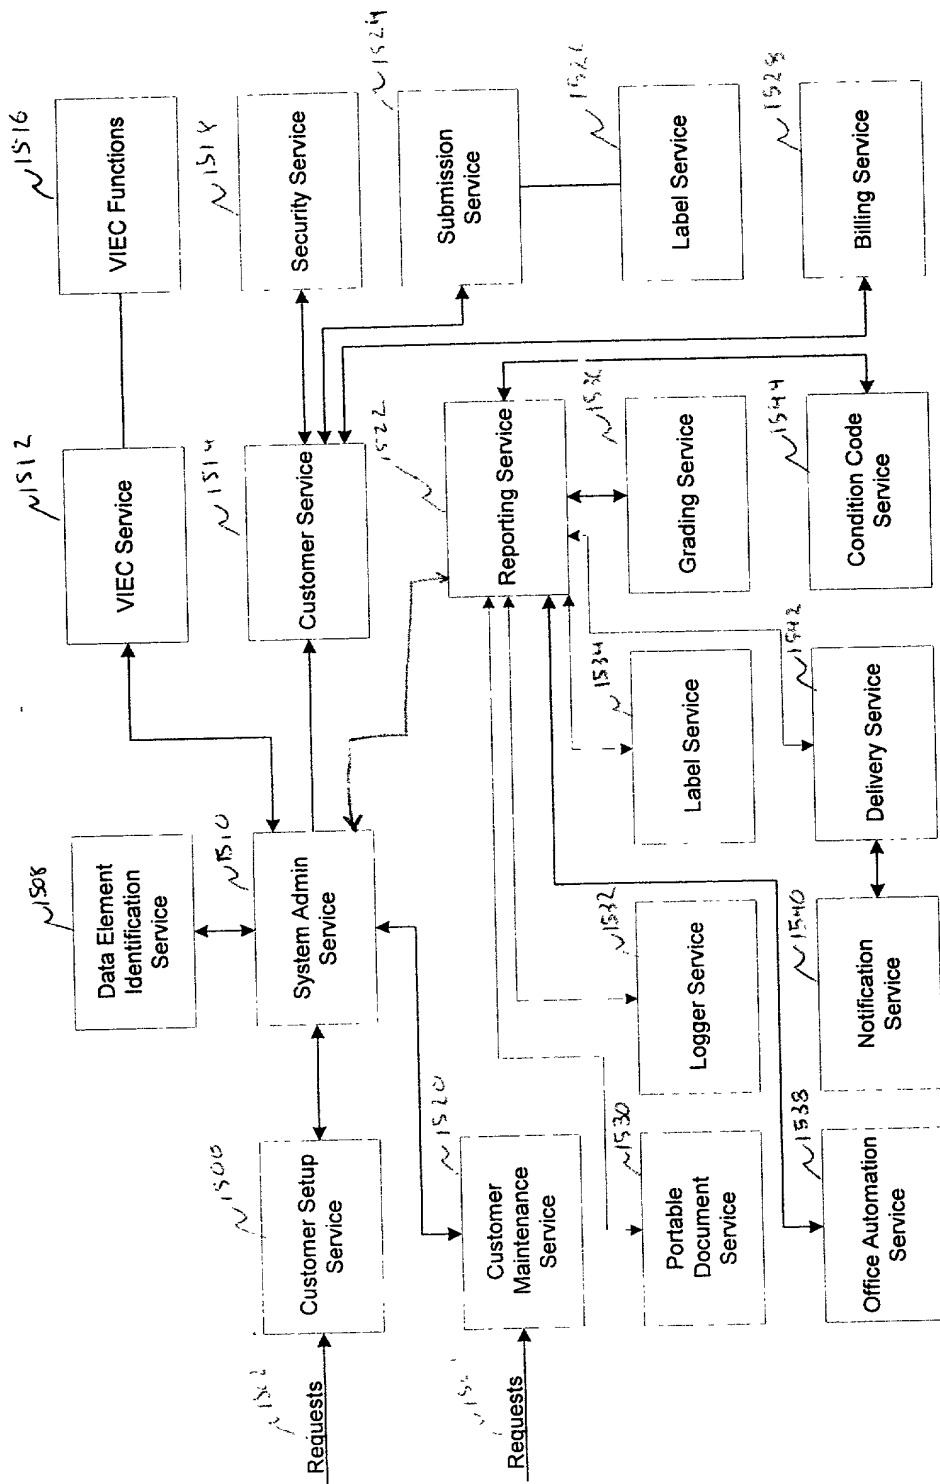 1516
VIEC Functions
1512
VIEC Service
1508
Data Element
Identification
Service
Security Service
1514
Customer Service
1510
System Admin
Service
Customer Setup
Service
Requests
1524
Submission
Service
1522
Reporting Service
1520
Customer
Maintenance
Service
Requests
Label Service
1536
Grading Service
1534
Label Service
1532
Logger Service
1530
Portable
Document
Service
1528
Billing Service
1544
Condition Code
Service
1542
Delivery Service
1540
Notification
Service
1538
Office Automation
Service